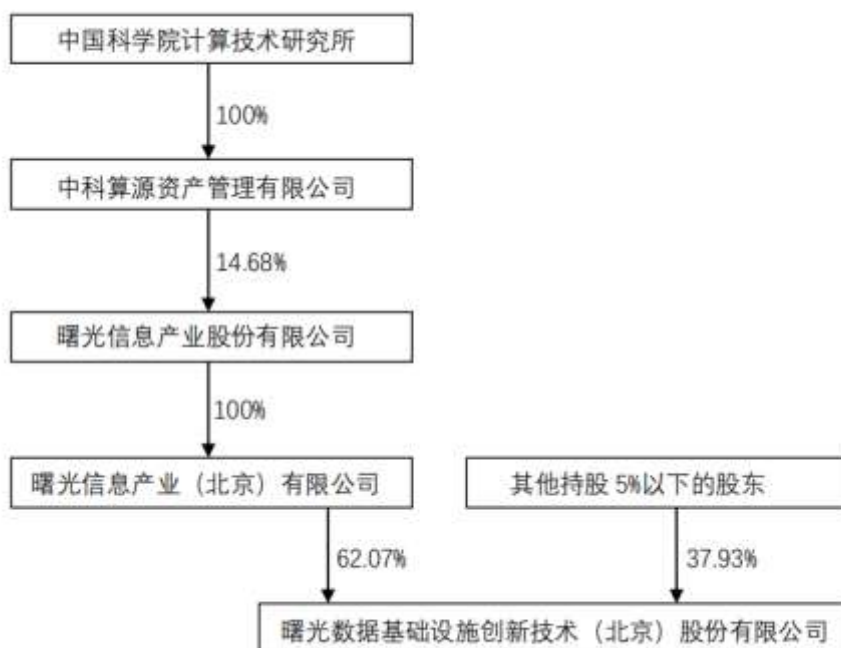 中国科学院计算技术研究所
100%
中科算源资产管理有限公司
14.68%
曙光信息产业股份有限公司
100%
曙光信息产业（北京）有限公司
其他持股 5%以下的股东
62.07%
37.93%
曙光数据基础设施创新技术（北京）股份有限公司